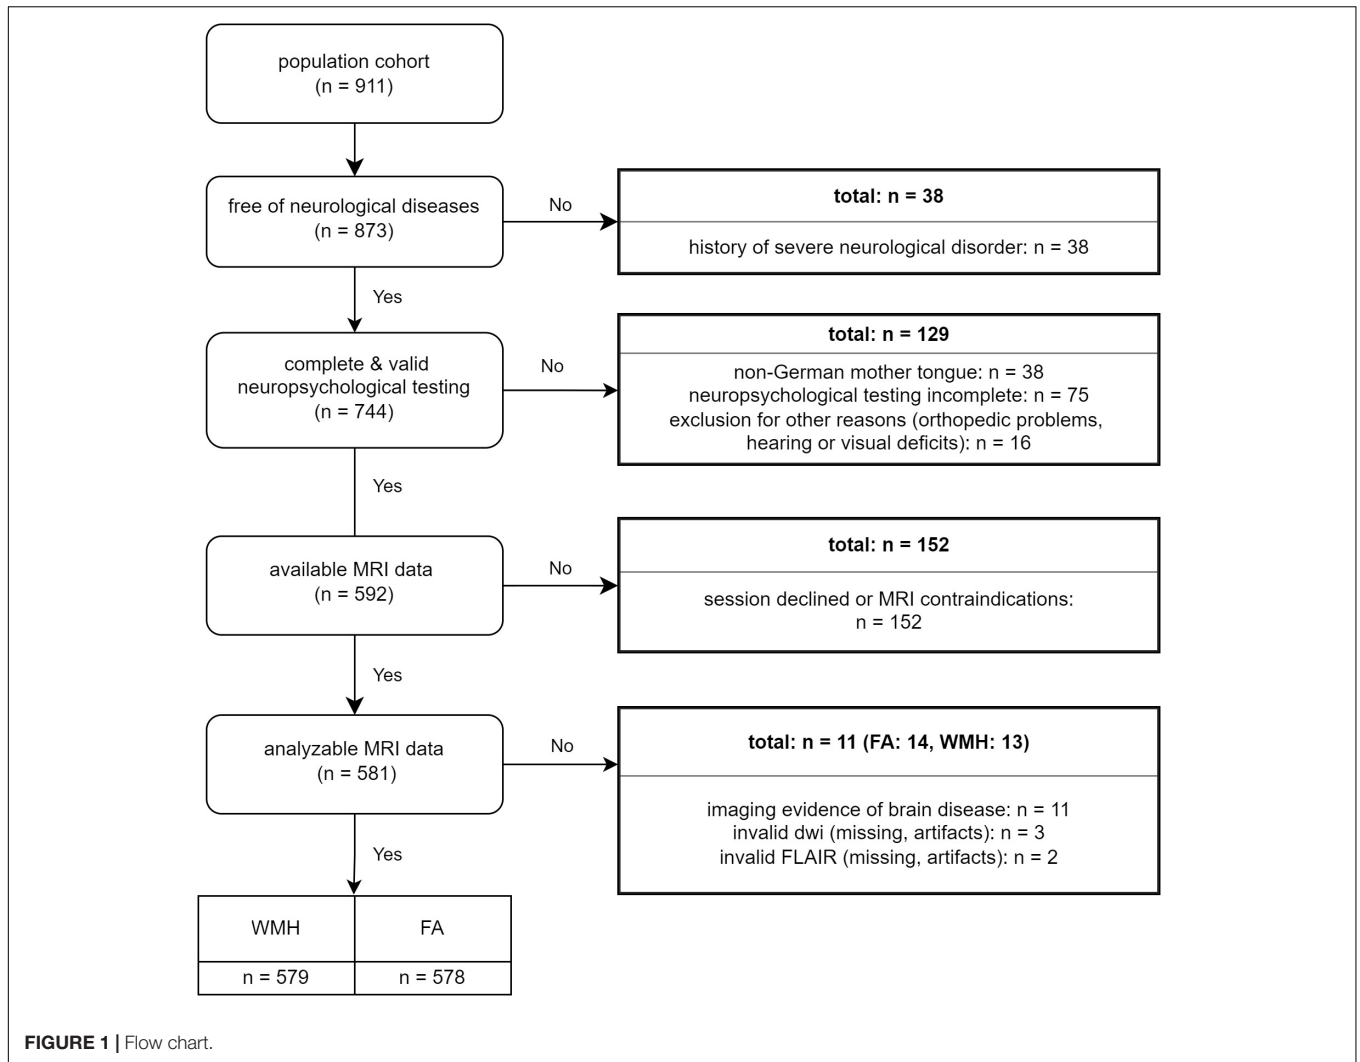 population cohort
(n = 911)
free of neurological diseases
(n = 873)
No
total: n = 38
history of severe neurological disorder: n = 38
Yes
complete & valid
neuropsychological testing
(n = 744)
No
total: n = 129
non-German mother tongue: n = 38
neuropsychological testing incomplete: n = 75
exclusion for other reasons (orthopedic problems,
hearing or visual deficits): n = 16
Yes
available MRI data
(n = 592)
No
total: n = 152
session declined or MRI contraindications:
n = 152
Yes
analyzable MRI data
(n = 581)
No
total: n = 11 (FA: 14, WMH: 13)
imaging evidence of brain disease: n = 11
invalid dwi (missing, artifacts): n = 3
invalid FLAIR (missing, artifacts): n = 2
Yes
WMH FA
n = 579 n = 578
FIGURE 1 | Flow chart.